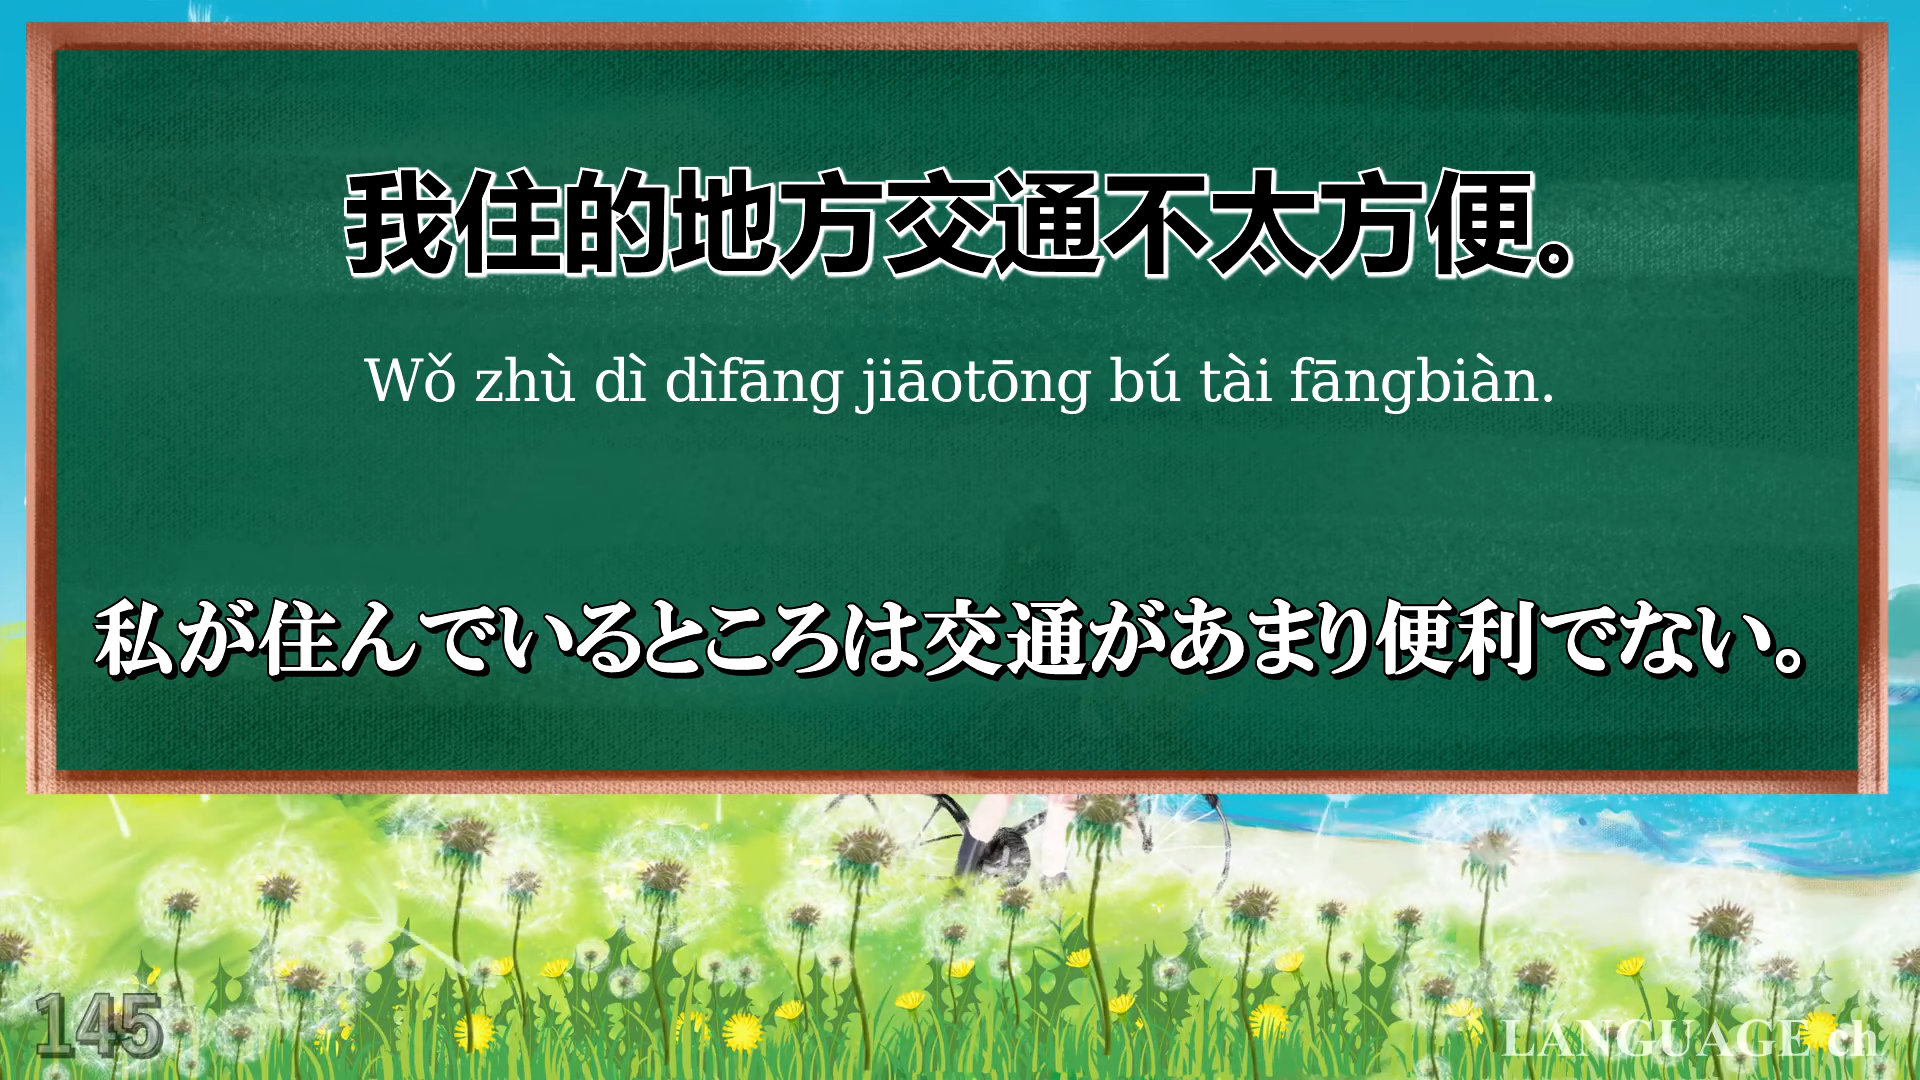 我住的地方交通不太方便。
Wǒ zhù dì dìfāng jiāotōng bú tài fāngbiàn.
私が住んでいるところは交通があまり便利でない。
145
LANGUAGE ch